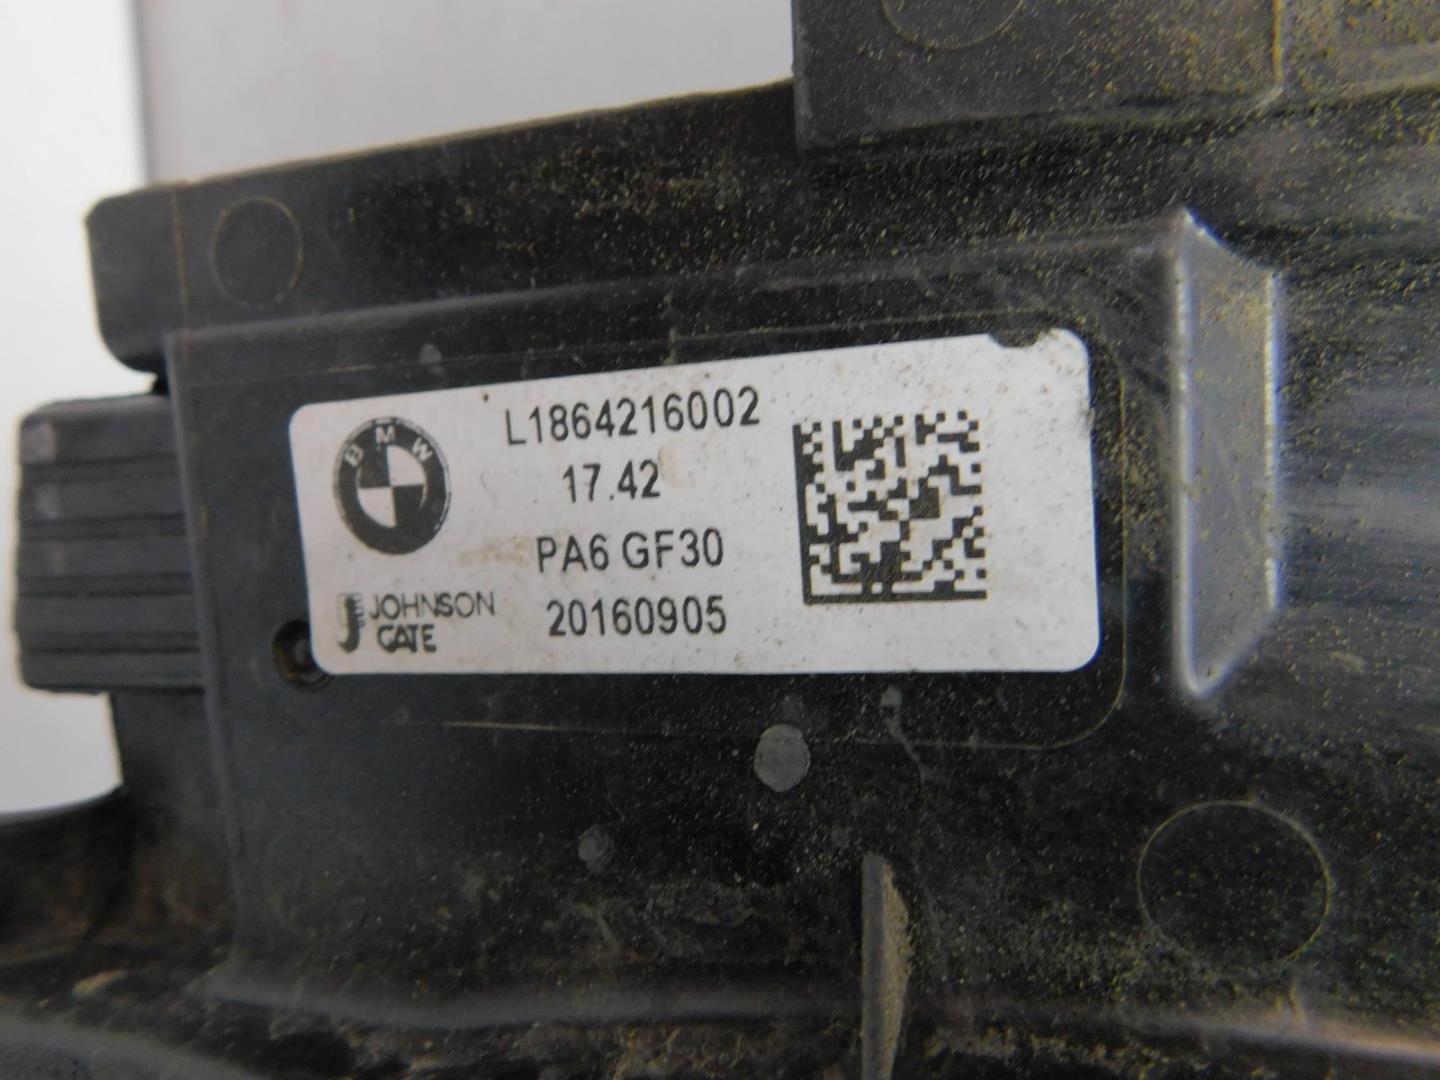 BMW
L1864216002
17.42
PA6 GF30
20160905
JOHNSON
GATE